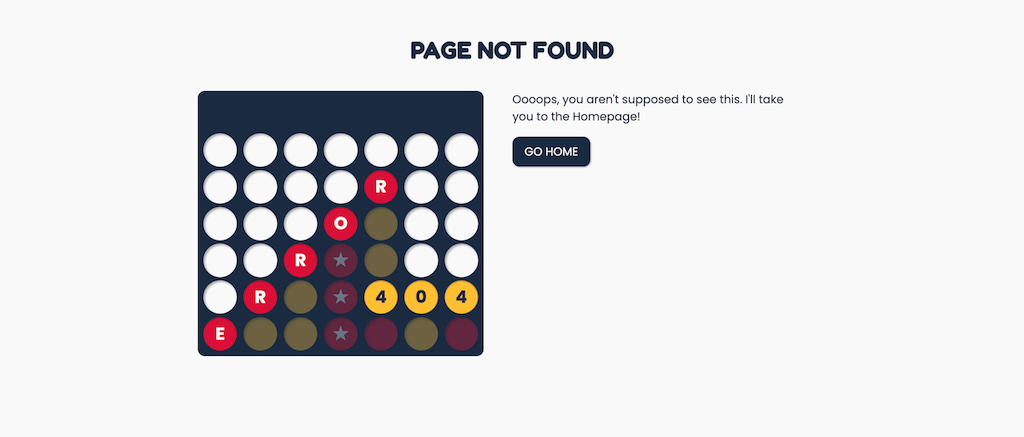 PAGE NOT FOUND
Oooops, you aren't supposed to see this. I'll take
you to the Homepage!
GO HOME
R
O
R
R 4 0 4
E